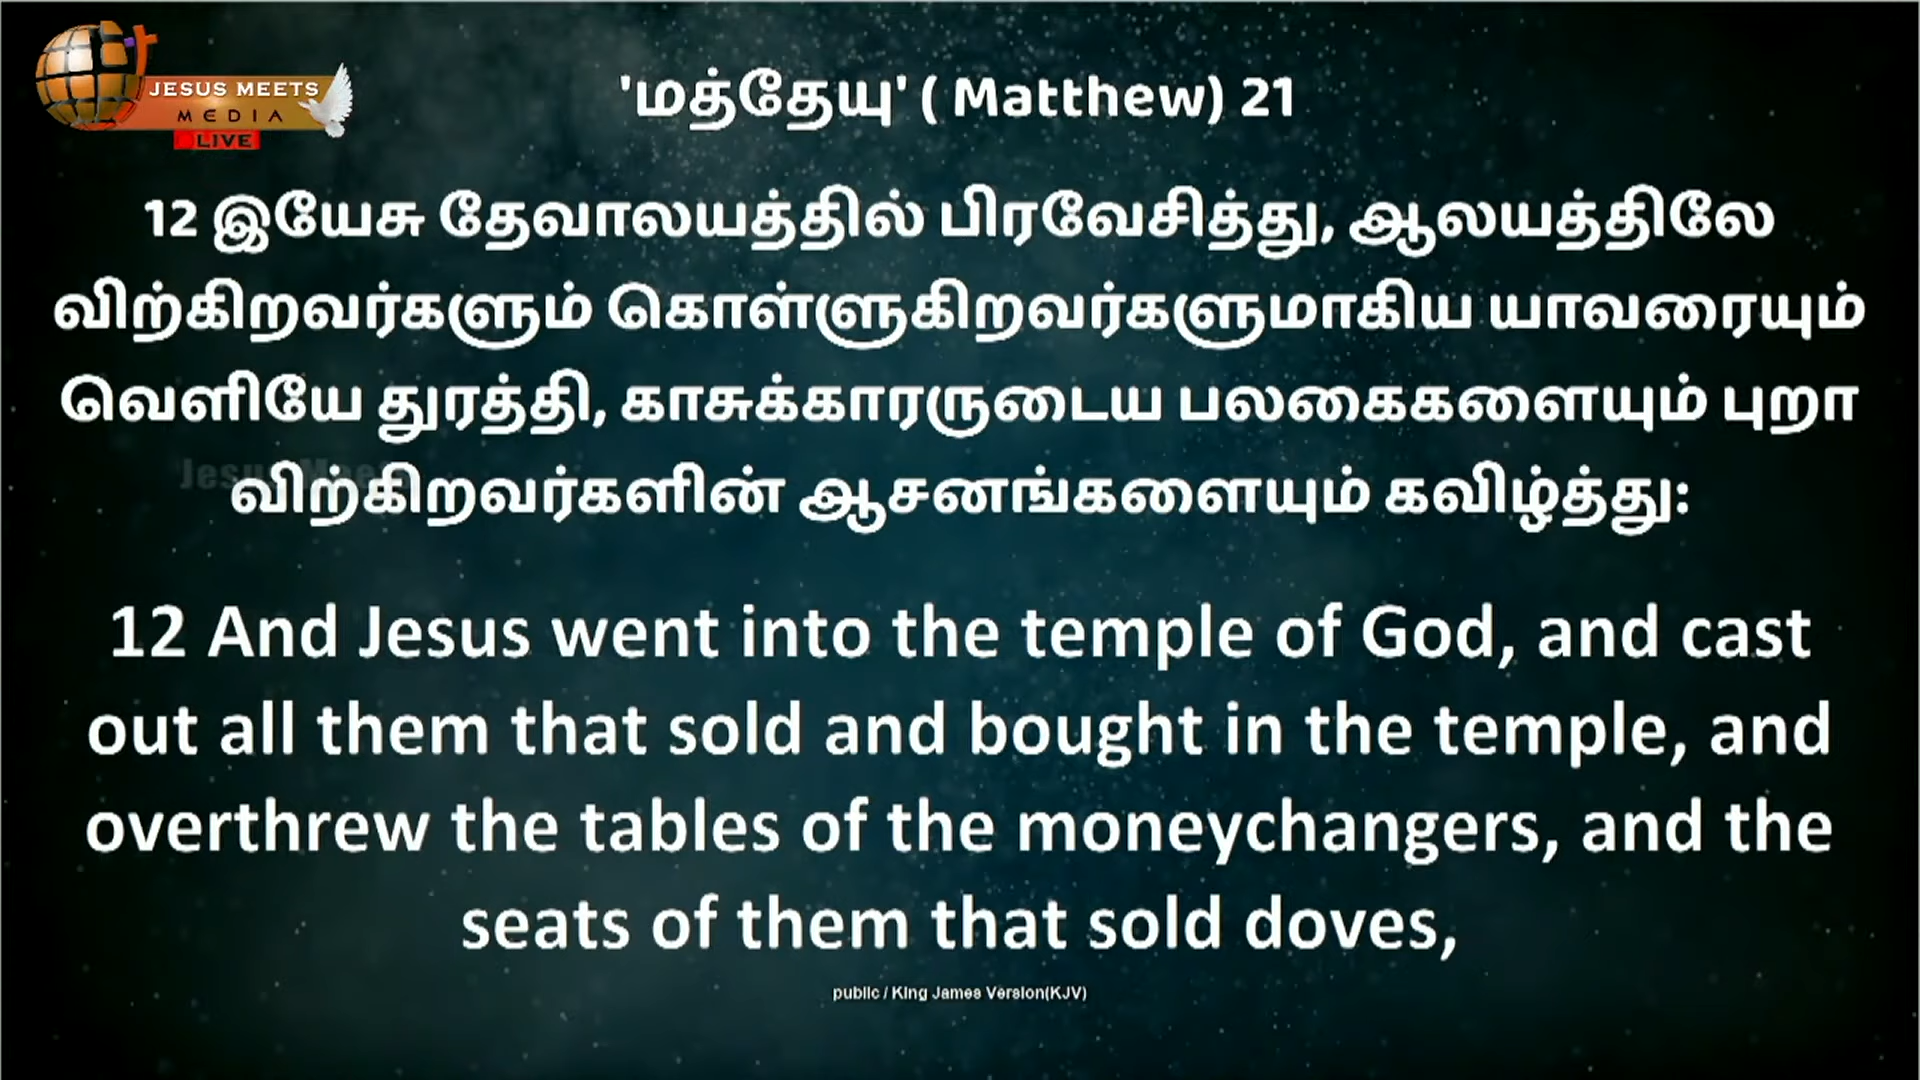 JESUS MEETS
MEDIA
LIVE
'மத்தேயு' ( Matthew) 21
12 இயேசு தேவாலயத்தில் பிரவேசித்து, ஆலயத்திலே
விற்கிறவர்களும் கொள்ளுகிறவர்களுமாகிய யாவரையும்
வெளியே துரத்தி, காசுக்காரருடைய பலகைகளையும் புறா
Jesus Meets
விற்கிறவர்களின் ஆசனங்களையும் கவிழ்த்து:
12 And Jesus went into the temple of God, and cast
out all them that sold and bought in the temple, and
overthrew the tables of the moneychangers, and the
seats of them that sold doves,
public / King James Version(KJV)